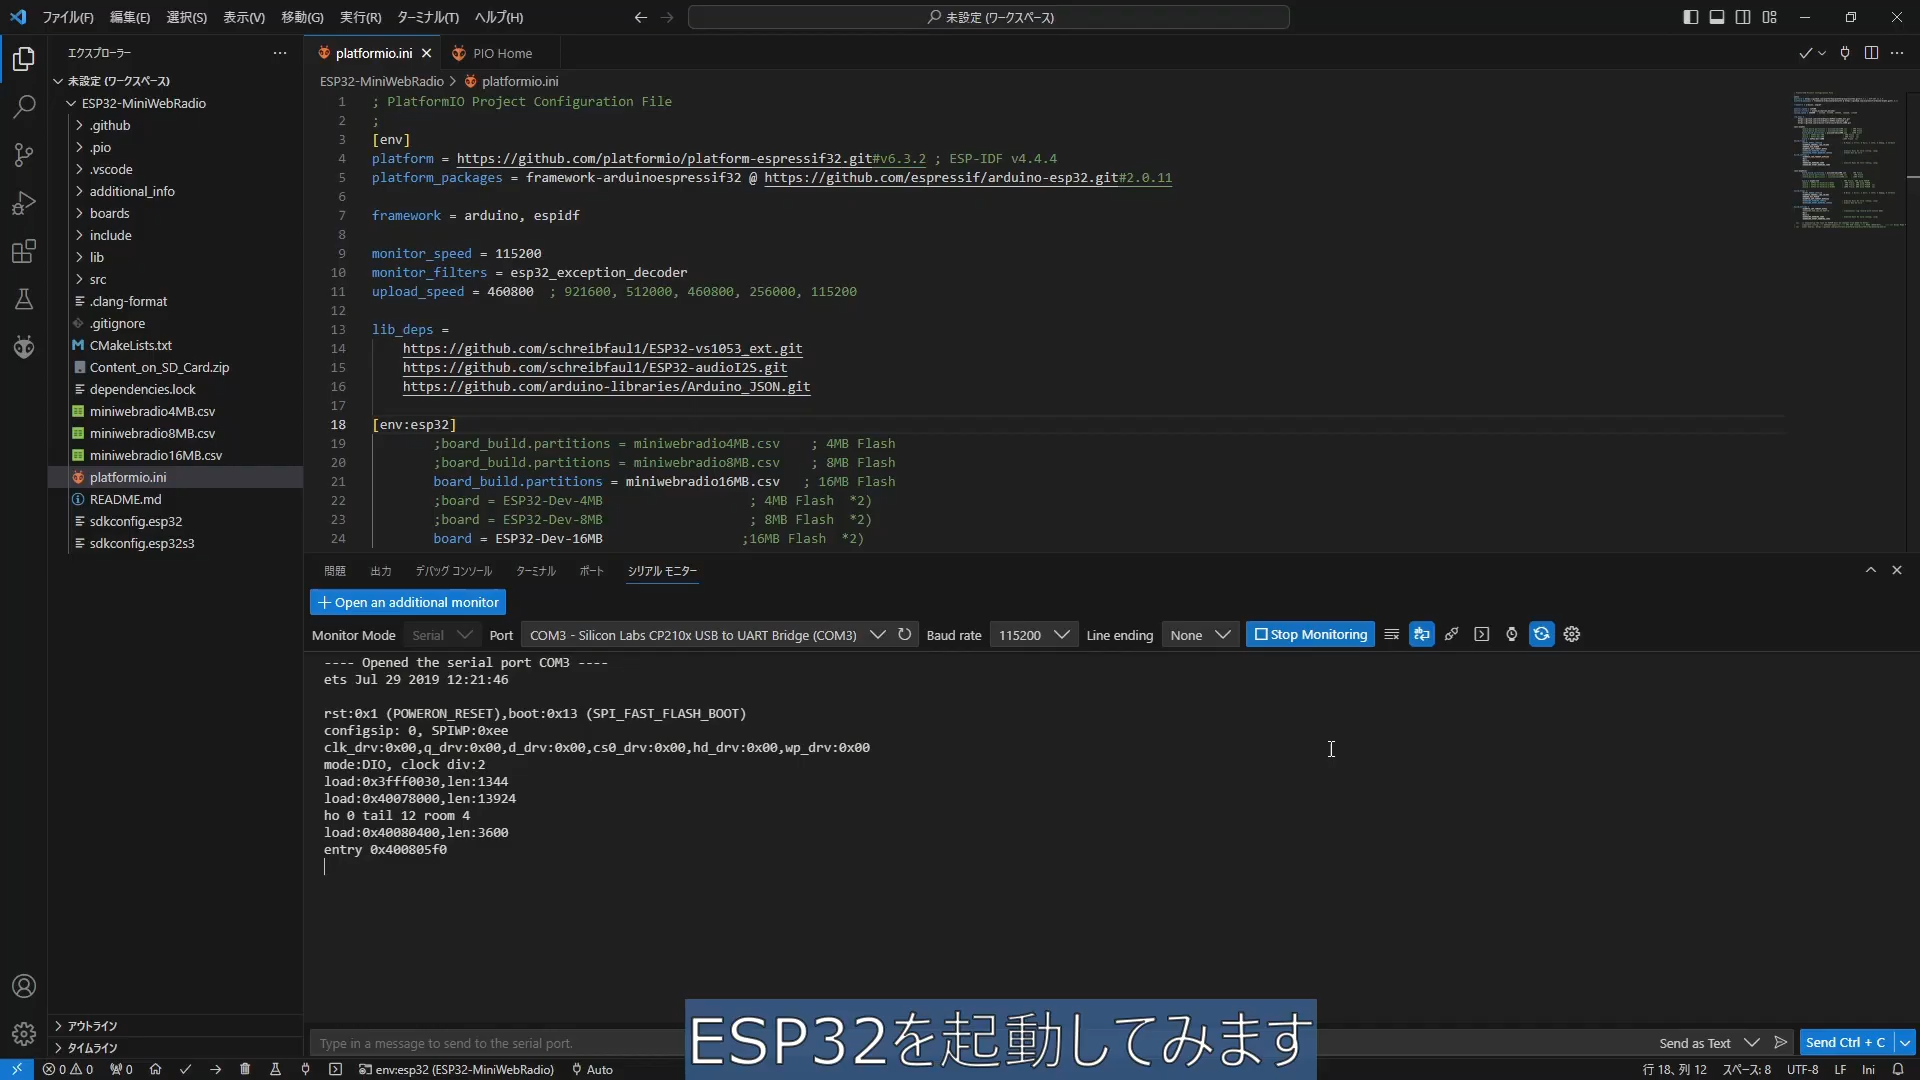 ファイル(F) 編集(E) 選択(S) 表示(V) 移動(G) 実行(R) ターミナル(T) ヘルプ(H)
未設定 (ワークスペース)
エクスプローラー
未設定 (ワークスペース)
ESP32-MiniWebRadio
.github
.pio
.vscode
additional_info
boards
include
lib
src
.clang-format
.gitignore
CMakeLists.txt
Content_on_SD_Card.zip
dependencies.lock
miniwebradio4MB.csv
miniwebradio8MB.csv
miniwebradio16MB.csv
platformio.ini
README.md
sdkconfig.esp32
sdkconfig.esp32s3
アウトライン
タイムライン
platformio.ini PIO Home
ESP32-MiniWebRadio > platformio.ini
1 ; PlatformIO Project Configuration File
2 ;
3 [env]
4 platform = https://github.com/platformio/platform-espressif32.git#v6.3.2 ; ESP-IDF v4.4.4
5 platform_packages = framework-arduinoespressif32 @ https://github.com/espressif/arduino-esp32.git#2.0.11
6
7 framework = arduino, espidf
8
9 monitor_speed = 115200
10 monitor_filters = esp32_exception_decoder
11 upload_speed = 460800 ; 921600, 512000, 460800, 256000, 115200
12
13 lib_deps =
14 https://github.com/schreibfaul1/ESP32-vs1053_ext.git
15 https://github.com/schreibfaul1/ESP32-audioI2S.git
16 https://github.com/arduino-libraries/Arduino_JSON.git
17
18 [env:esp32]
19 ;board_build.partitions = miniwebradio4MB.csv ; 4MB Flash
20 ;board_build.partitions = miniwebradio8MB.csv ; 8MB Flash
21 board_build.partitions = miniwebradio16MB.csv ; 16MB Flash
22 ;board = ESP32-Dev-4MB ; 4MB Flash *2)
23 ;board = ESP32-Dev-8MB ; 8MB Flash *2)
24 board = ESP32-Dev-16MB ;16MB Flash *2)
問題 出力 デバッグ コンソール ターミナル ポート シリアル モニター
Open an additional monitor
Monitor Mode Serial Port COM3 - Silicon Labs CP210x USB to UART Bridge (COM3) Baud rate 115200 Line ending None Stop Monitoring
---- Opened the serial port COM3 ----
ets Jul 29 2019 12:21:46
rst:0x1 (POWERON_RESET),boot:0x13 (SPI_FAST_FLASH_BOOT)
configsip: 0, SPIWP:0xee
clk_drv:0x00,q_drv:0x00,d_drv:0x00,cs0_drv:0x00,hd_drv:0x00,wp_drv:0x00
mode:DIO, clock div:2
load:0x3fff0030,len:1344
load:0x40078000,len:13924
ho 0 tail 12 room 4
load:0x40080400,len:3600
entry 0x400805f0
Type in a message to send to the serial port.
Send as Text Send Ctrl + C
ESP32を起動してみます
0 0 0 env:esp32 (ESP32-MiniWebRadio) Auto 行 18、列 12 スペース: 8 UTF-8 LF Ini